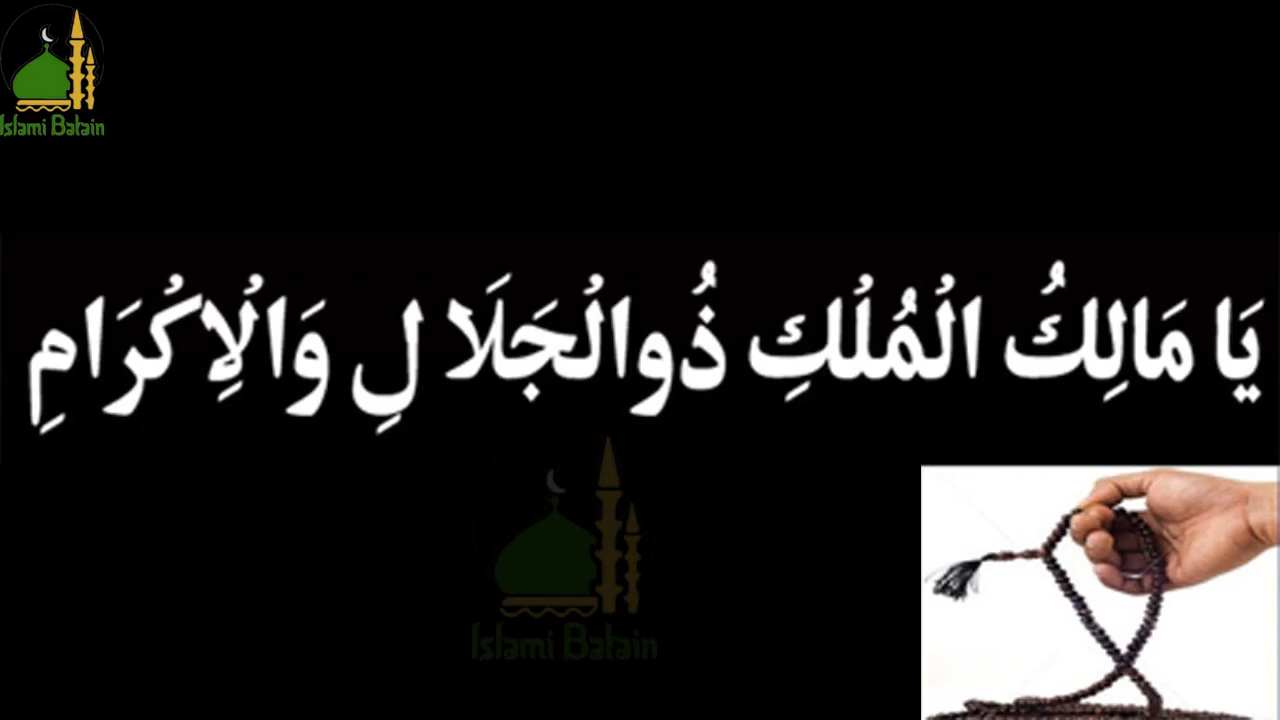 Islami Batain
يَا مَالِكُ الْمُلْكِ ذُوالْجَلَا لِ وَالْاِكْرَامِ
Islami Batain